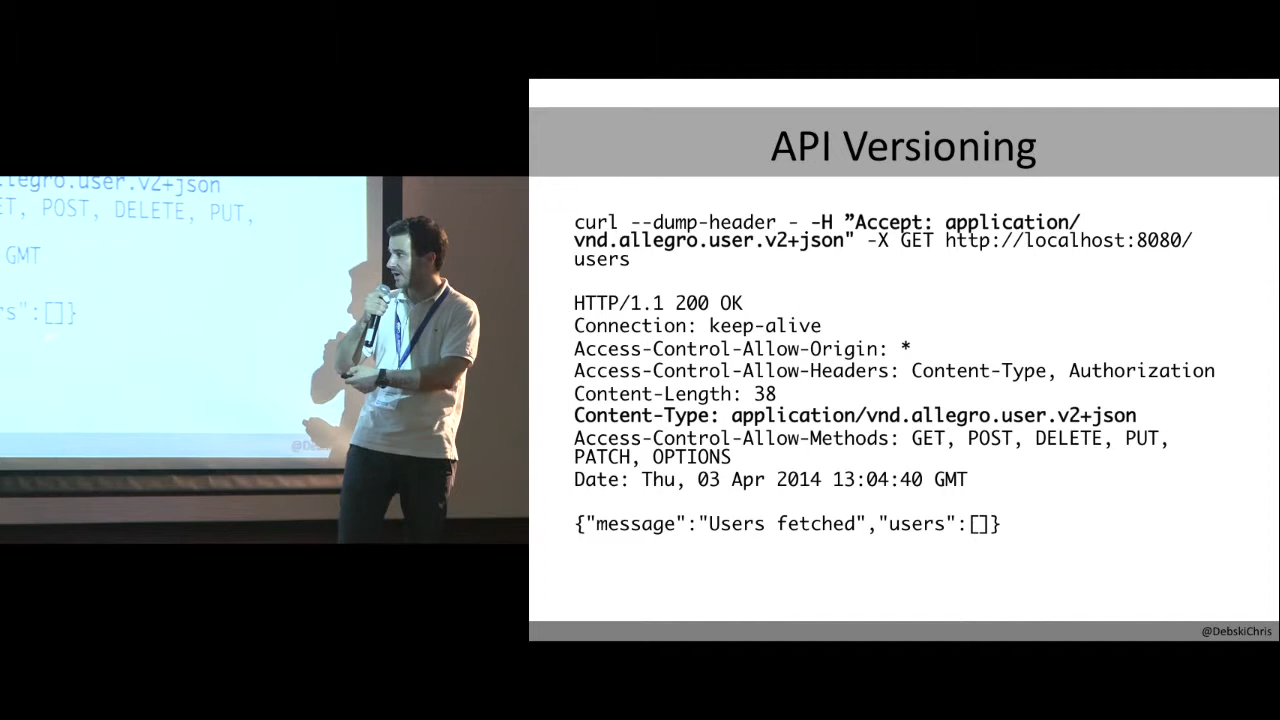 llegro.user.v2+json
ET, POST, DELETE, PUT,
GMT
rs":[]}
API Versioning
curl --dump-header - -H ”Accept: application/
vnd.allegro.user.v2+json" -X GET http://localhost:8080/
users
HTTP/1.1 200 OK
Connection: keep-alive
Access-Control-Allow-Origin: *
Access-Control-Allow-Headers: Content-Type, Authorization
Content-Length: 38
Content-Type: application/vnd.allegro.user.v2+json
Access-Control-Allow-Methods: GET, POST, DELETE, PUT,
PATCH, OPTIONS
Date: Thu, 03 Apr 2014 13:04:40 GMT
{"message":"Users fetched","users":[]}
@DebskiChris